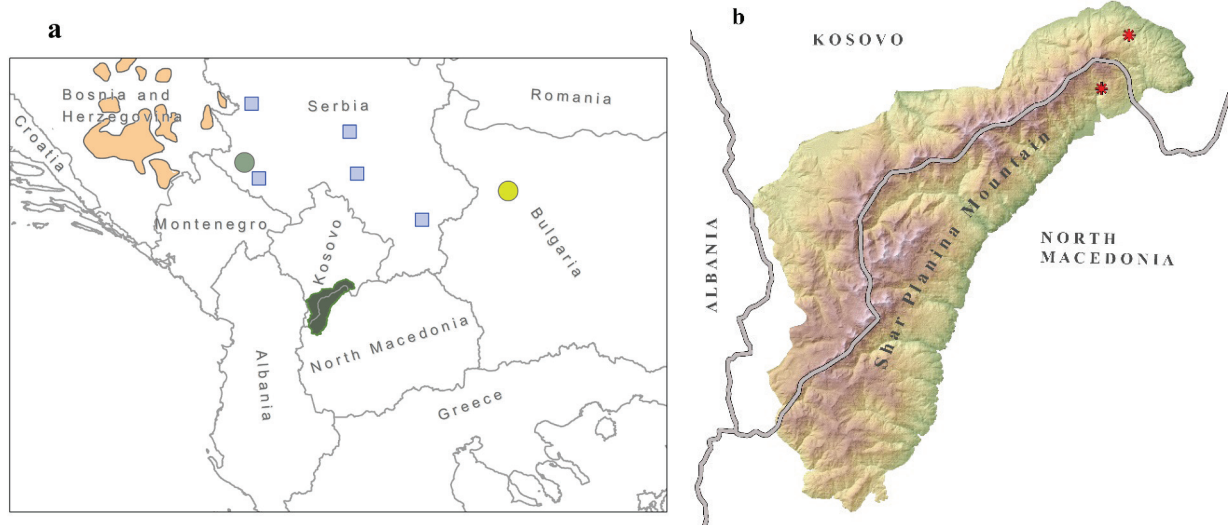 a
Bosnia and
Herzegovina
Croatia
Serbia
Romania
Montenegro
Kosovo
Bulgaria
Albania
North Macedonia
Greece
b
KOSOVO
ALBANIA
Shar Planina Mountain
NORTH
MACEDONIA